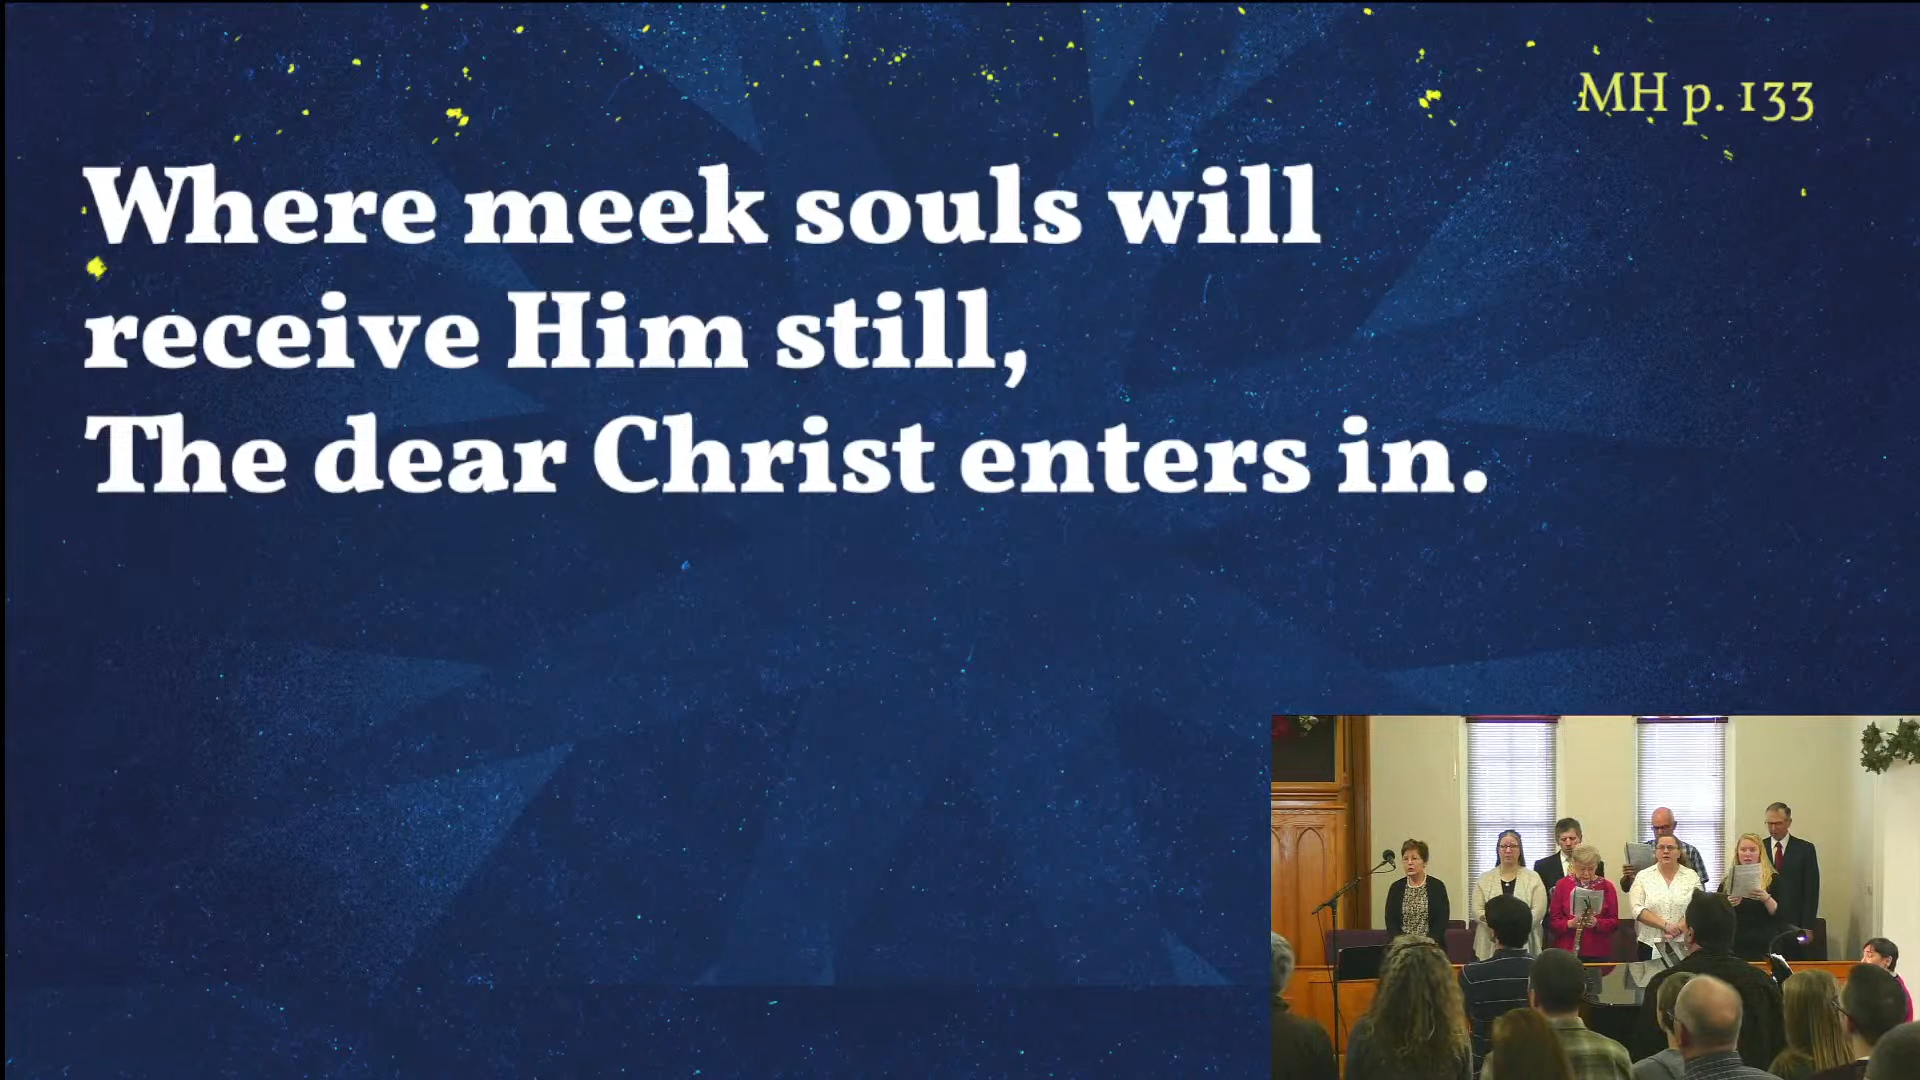 MH p. 133
Where meek souls will
receive Him still,
The dear Christ enters in.